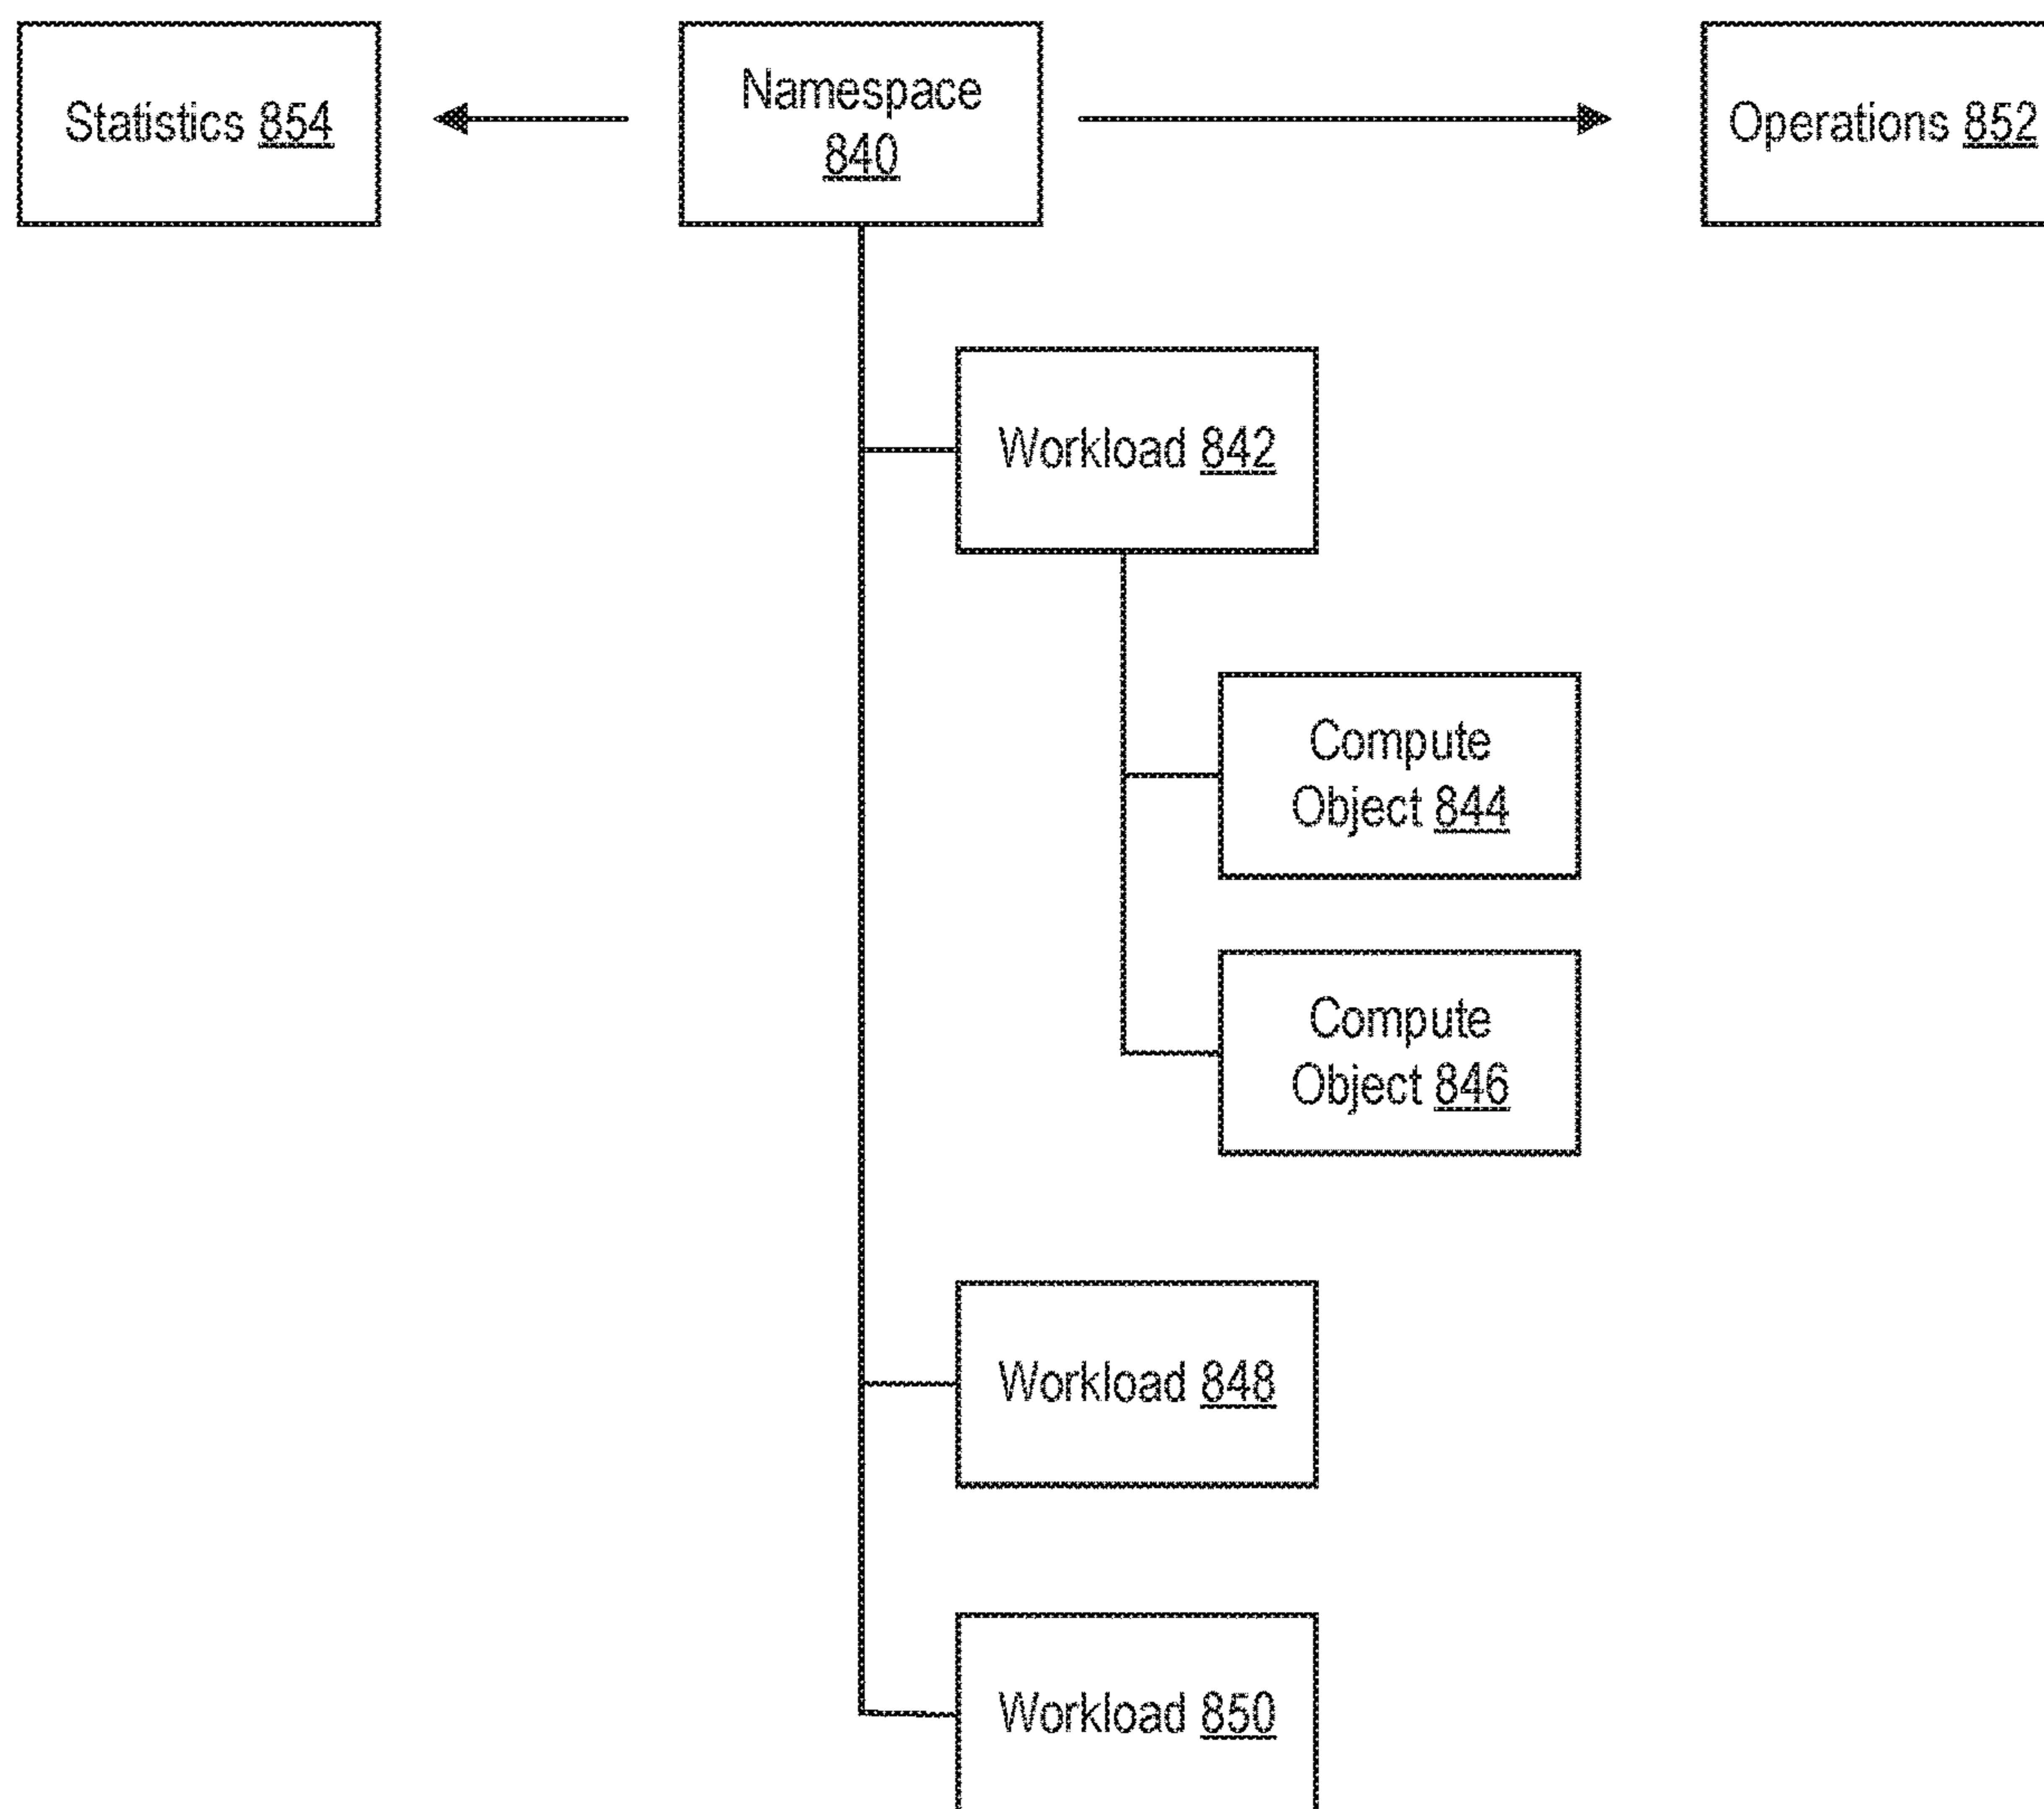 Statistics 854
Namespace
840
Operations 852
Workload 842
Compute
Object 844
Compute
Object 846
Workload 848
Workload 850